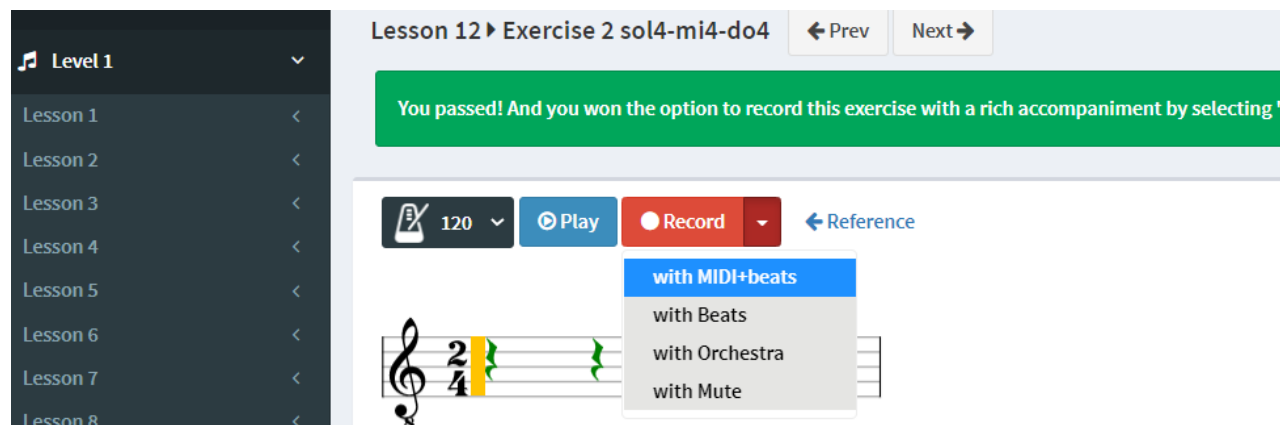 Lesson 12 Exercise 2 sol4-mi4-do4
Prev
Next
Level 1
You passed! And you won the option to record this exercise with a rich accompaniment by selecting '
Lesson 1
Lesson 2
Lesson 3
Lesson 4
Lesson 5
Lesson 6
Lesson 7
Lesson 8
120
Play
Record
Reference
with MIDI+beats
with Beats
with Orchestra
with Mute
2
4
8